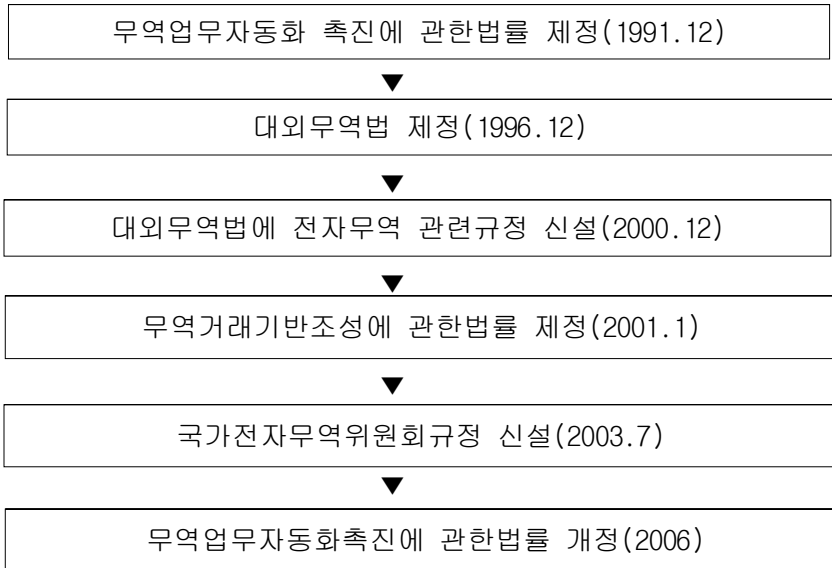 무역업무자동화 촉진에 관한법률 제정(1991.12)
▼
대외무역법 제정(1996.12)
▼
대외무역법에 전자무역 관련규정 신설(2000.12)
▼
무역거래기반조성에 관한법률 제정(2001.1)
▼
국가전자무역위원회규정 신설(2003.7)
▼
무역업무자동화촉진에 관한법률 개정(2006)